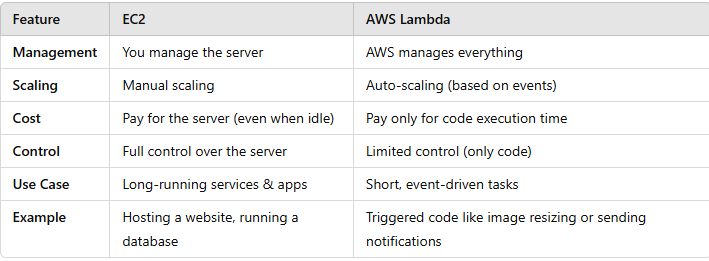 Feature EC2 AWS Lambda
Management You manage the server AWS manages everything
Scaling Manual scaling Auto-scaling (based on events)
Cost Pay for the server (even when idle) Pay only for code execution time
Control Full control over the server Limited control (only code)
Use Case Long-running services & apps Short, event-driven tasks
Example Hosting a website, running a Triggered code like image resizing or sending
database notifications